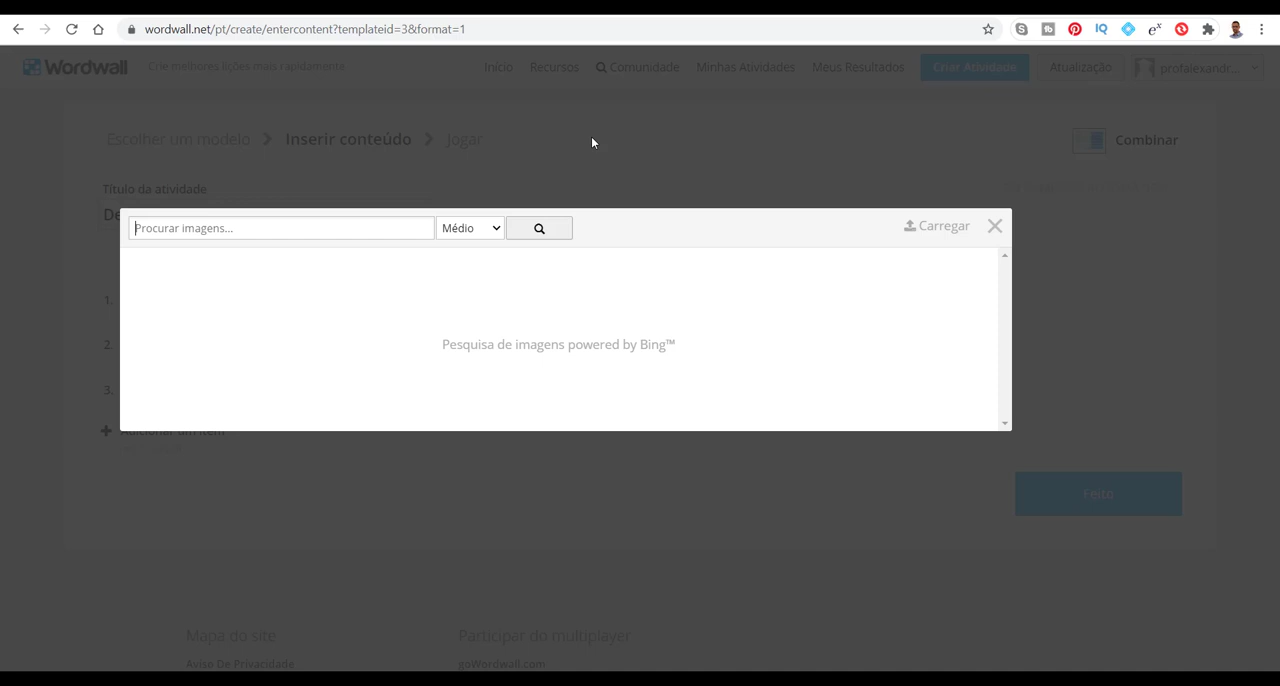 wordwall.net/pt/create/entercontent?templateid=3&format=1
Wordwall Crie melhores lições mais rapidamente Início Recursos Comunidade Minhas Atividades Meus Resultados Criar Atividade Atualização profalexandr...
Escolher um modelo Inserir conteúdo Jogar Combinar
Título da atividade
De
Procurar imagens... Médio Carregar
1.
Pesquisa de imagens powered by Bing™
2.
3.
Adicionar um item
Feito
Mapa do site Participar do multiplayer
Aviso De Privacidade goWordwall.com